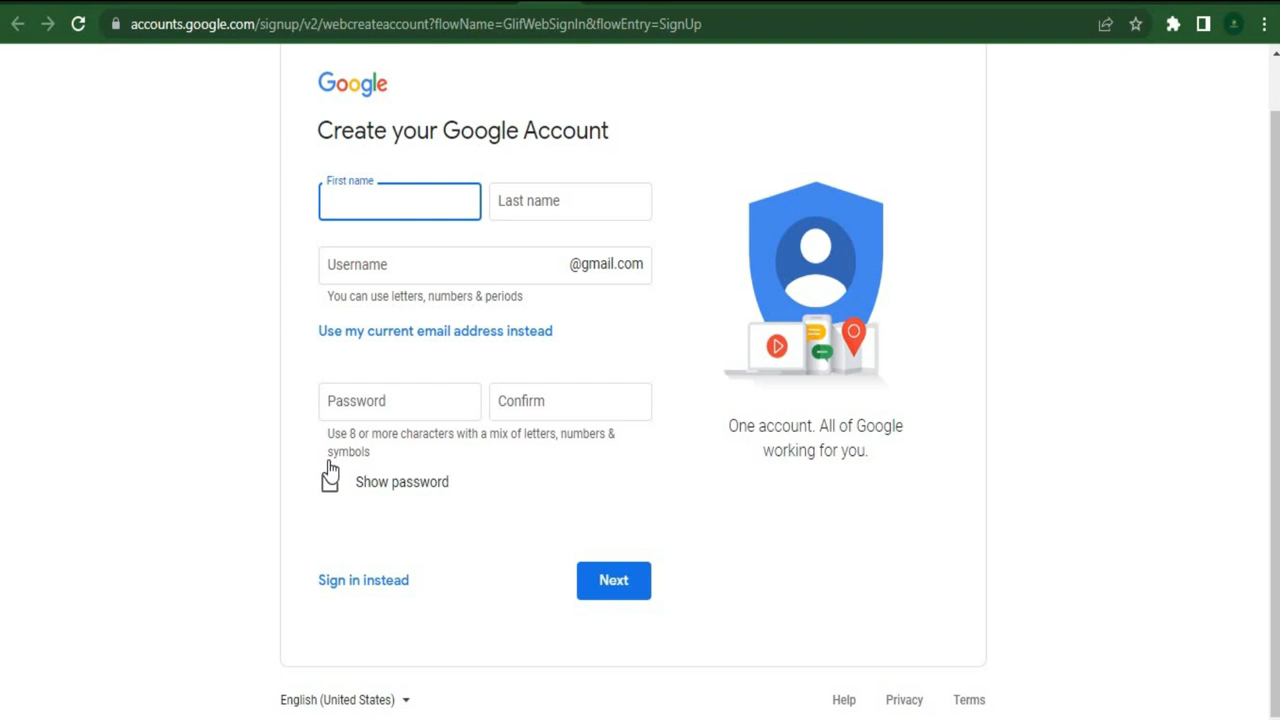 accounts.google.com/signup/v2/webcreateaccount?flowName=GlifWebSignIn&flowEntry=SignUp
Google
Create your Google Account
First name
Last name
Username
@gmail.com
You can use letters, numbers & periods
Use my current email address instead
Password
Confirm
Use 8 or more characters with a mix of letters, numbers &
symbols
Show password
One account. All of Google
working for you.
Sign in instead
Next
English (United States)
Help
Privacy
Terms